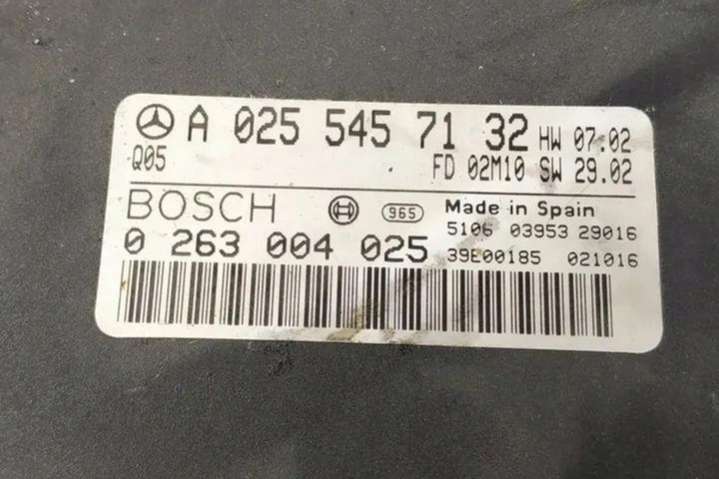 A 025 545 71 32 HW 07.02
Q05 FD 02M10 SW 29.02
BOSCH 965 Made in Spain
5106 03953 29016
0 263 004 025 39E00185 021016